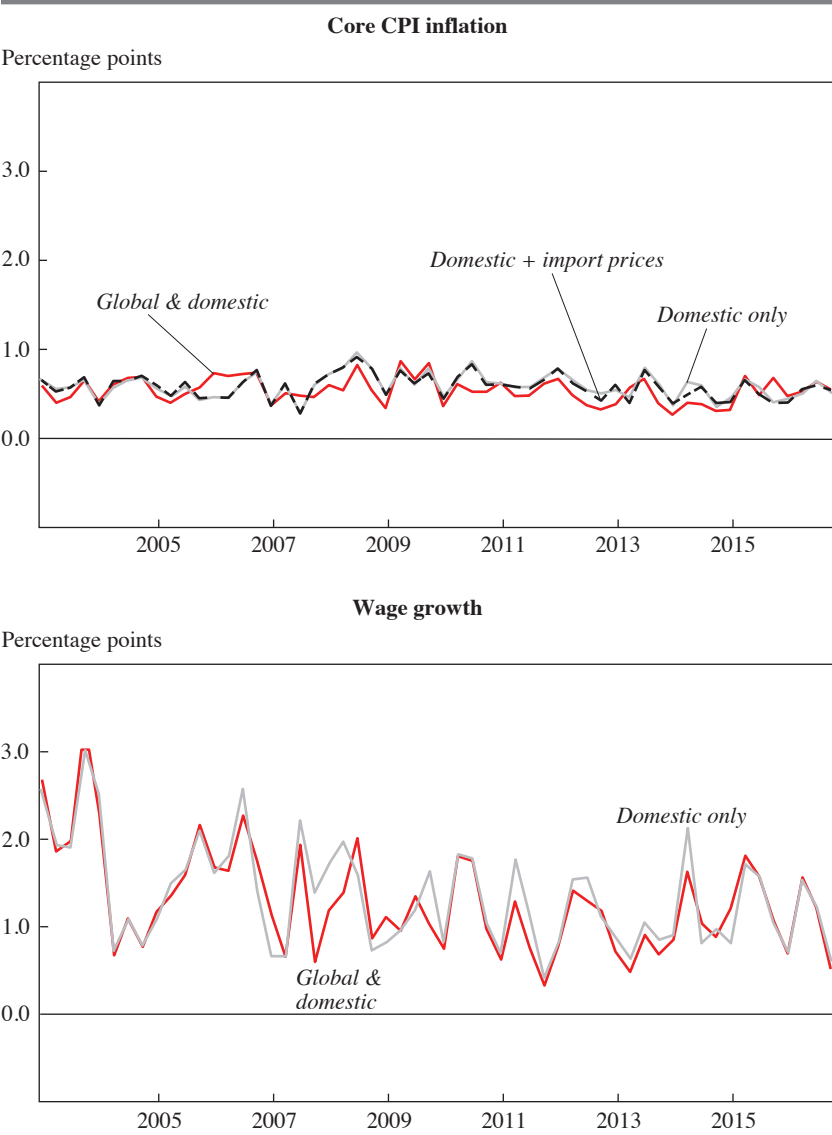 Core CPI inflation
Percentage points
3.0
Domestic + import prices
2.0
Global & domestic
Domestic only
1.0
0.0
2005 2007 2009 2011 2013 2015
Wage growth
Percentage points
3.0
Domestic only
2.0
1.0
Global &
domestic
0.0
2005 2007 2009 2011 2013 2015